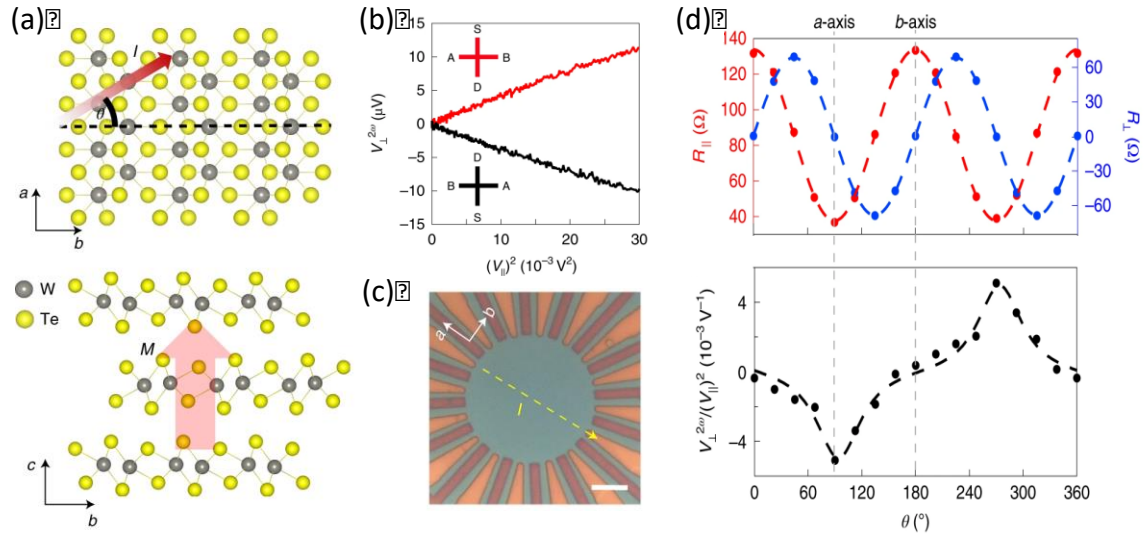 (a)
I
θ
a
b
W
Te
M
c
b
(b)
V⊥^2ω (μV)
15
10
5
0
−5
−10
−15
S
A B
D
D
B A
S
0 10 20 30
(V||)^2 (10^−3 V^2)
(c)
a
b
I
(d)
a-axis b-axis
R|| (Ω)
140
120
100
80
60
40
R⊥ (Ω)
60
30
0
−30
−60
V⊥^2ω/(V||)^2 (10^−3 V^−1)
4
0
−4
0 60 120 180 240 300 360
θ (°)